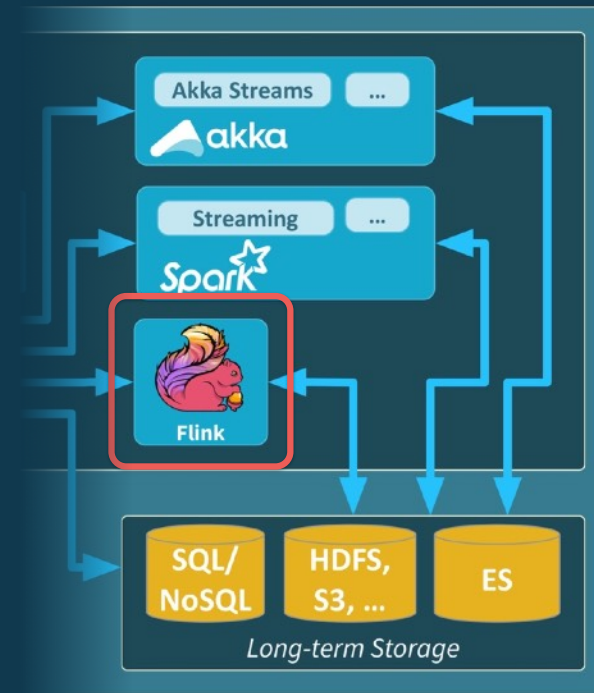 Akka Streams ...
akka
Streaming ...
Spark
Flink
SQL/
NoSQL
HDFS,
S3, ...
ES
Long-term Storage